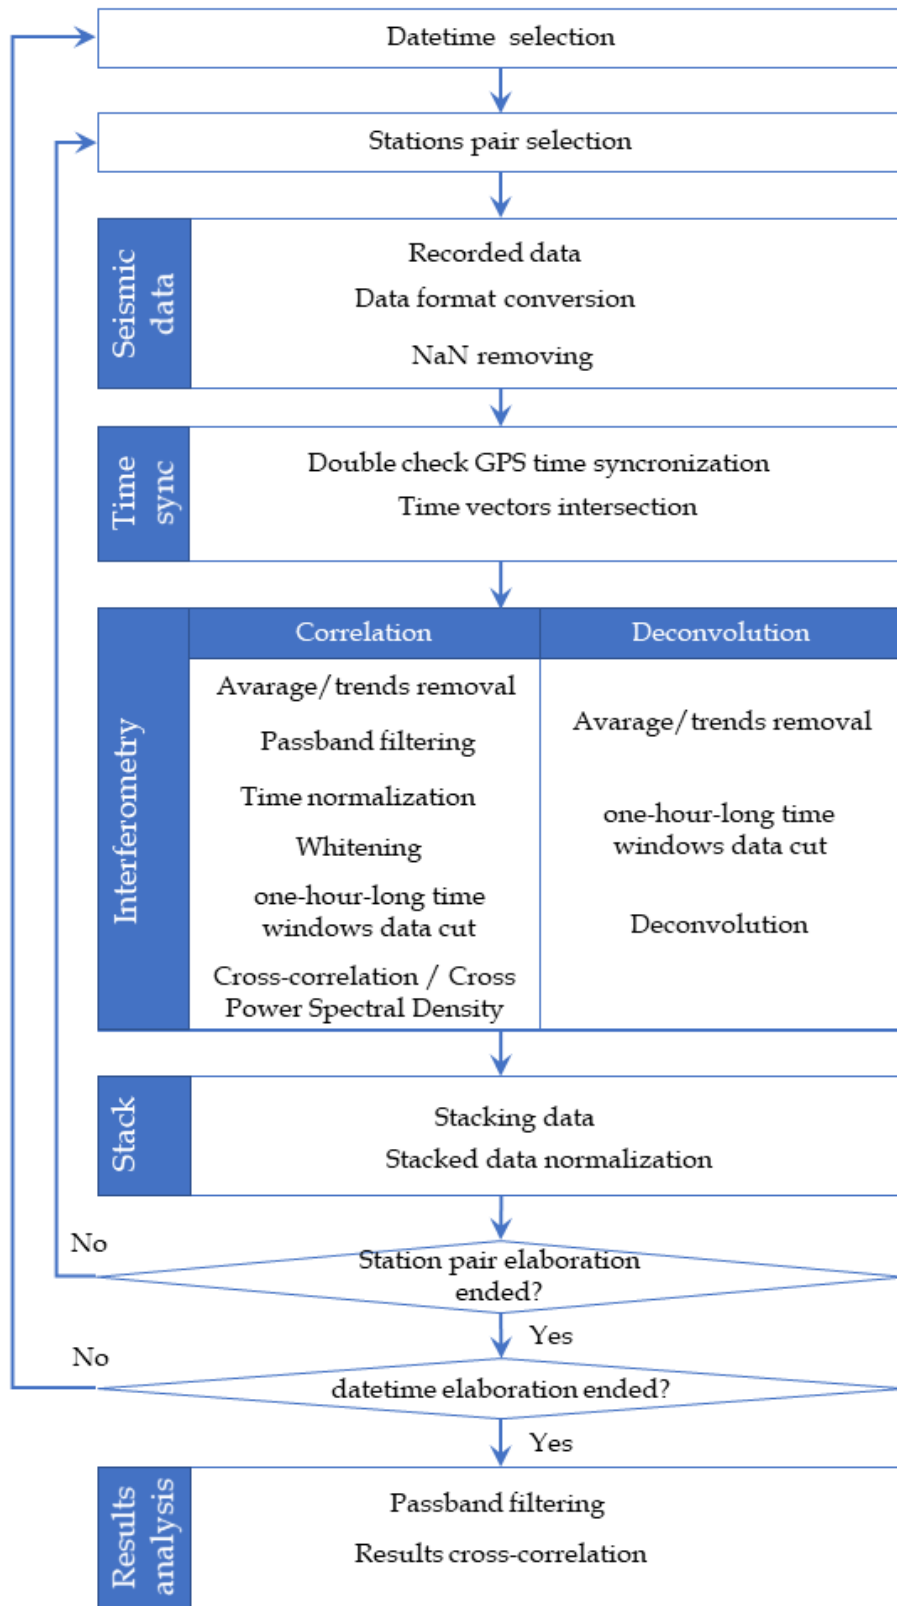 Datetime selection
Stations pair selection
Seismic
data
Recorded data
Data format conversion
NaN removing
Time
sync
Double check GPS time syncronization
Time vectors intersection
Interferometry
Correlation
Avarage/trends removal
Passband filtering
Time normalization
Whitening
one-hour-long time
windows data cut
Cross-correlation / Cross
Power Spectral Density
Deconvolution
Avarage/trends removal
one-hour-long time
windows data cut
Deconvolution
Stack
Stacking data
Stacked data normalization
No
Station pair elaboration
ended?
Yes
No
datetime elaboration ended?
Yes
Results
analysis
Passband filtering
Results cross-correlation